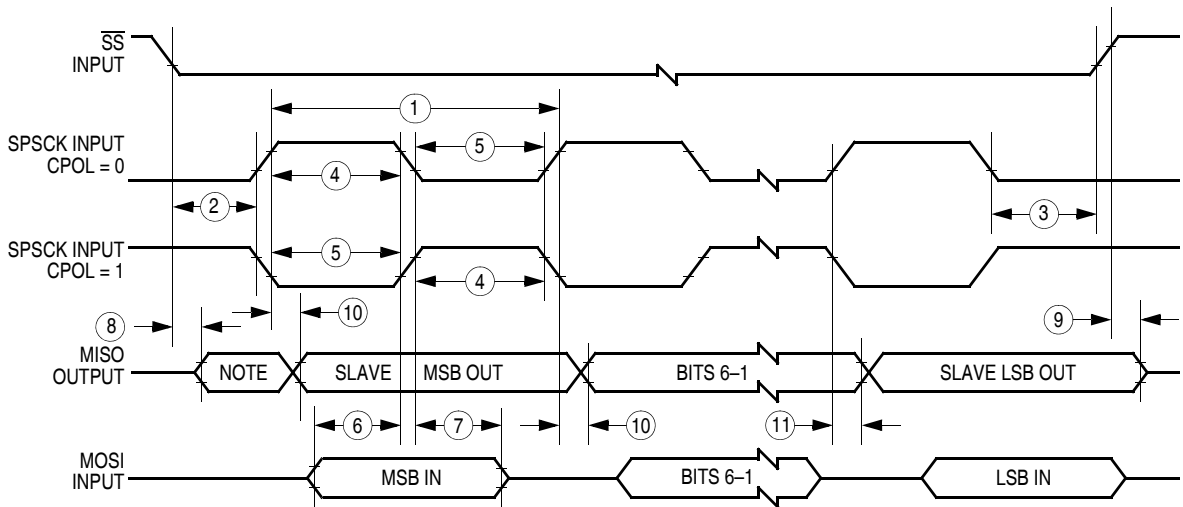 SS
INPUT
1
SPSCK INPUT
CPOL = 0
5
4
2
3
SPSCK INPUT
CPOL = 1
5
4
8
10
9
MISO
OUTPUT
NOTE
SLAVE MSB OUT
BITS 6–1
SLAVE LSB OUT
6
7
10
11
MOSI
INPUT
MSB IN
BITS 6–1
LSB IN